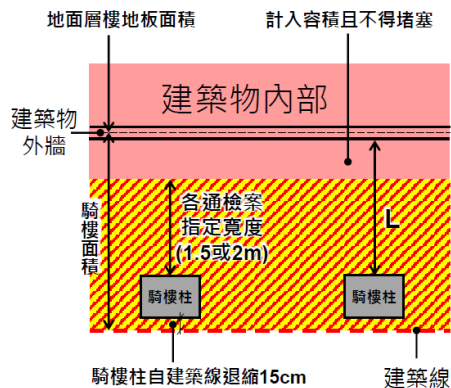 地面層樓地板面積
計入容積且不得堵塞
建築物內部
建築物
外牆
騎樓面積
各通檢案
指定寬度
(1.5或2m)
L
騎樓柱
騎樓柱
騎樓柱自建築線退縮15cm
建築線